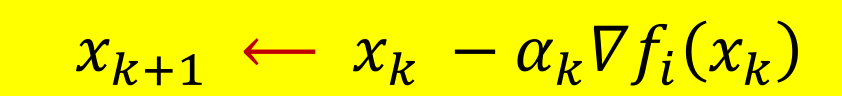 x_{k+1} ← x_k − α_k∇f_i(x_k)